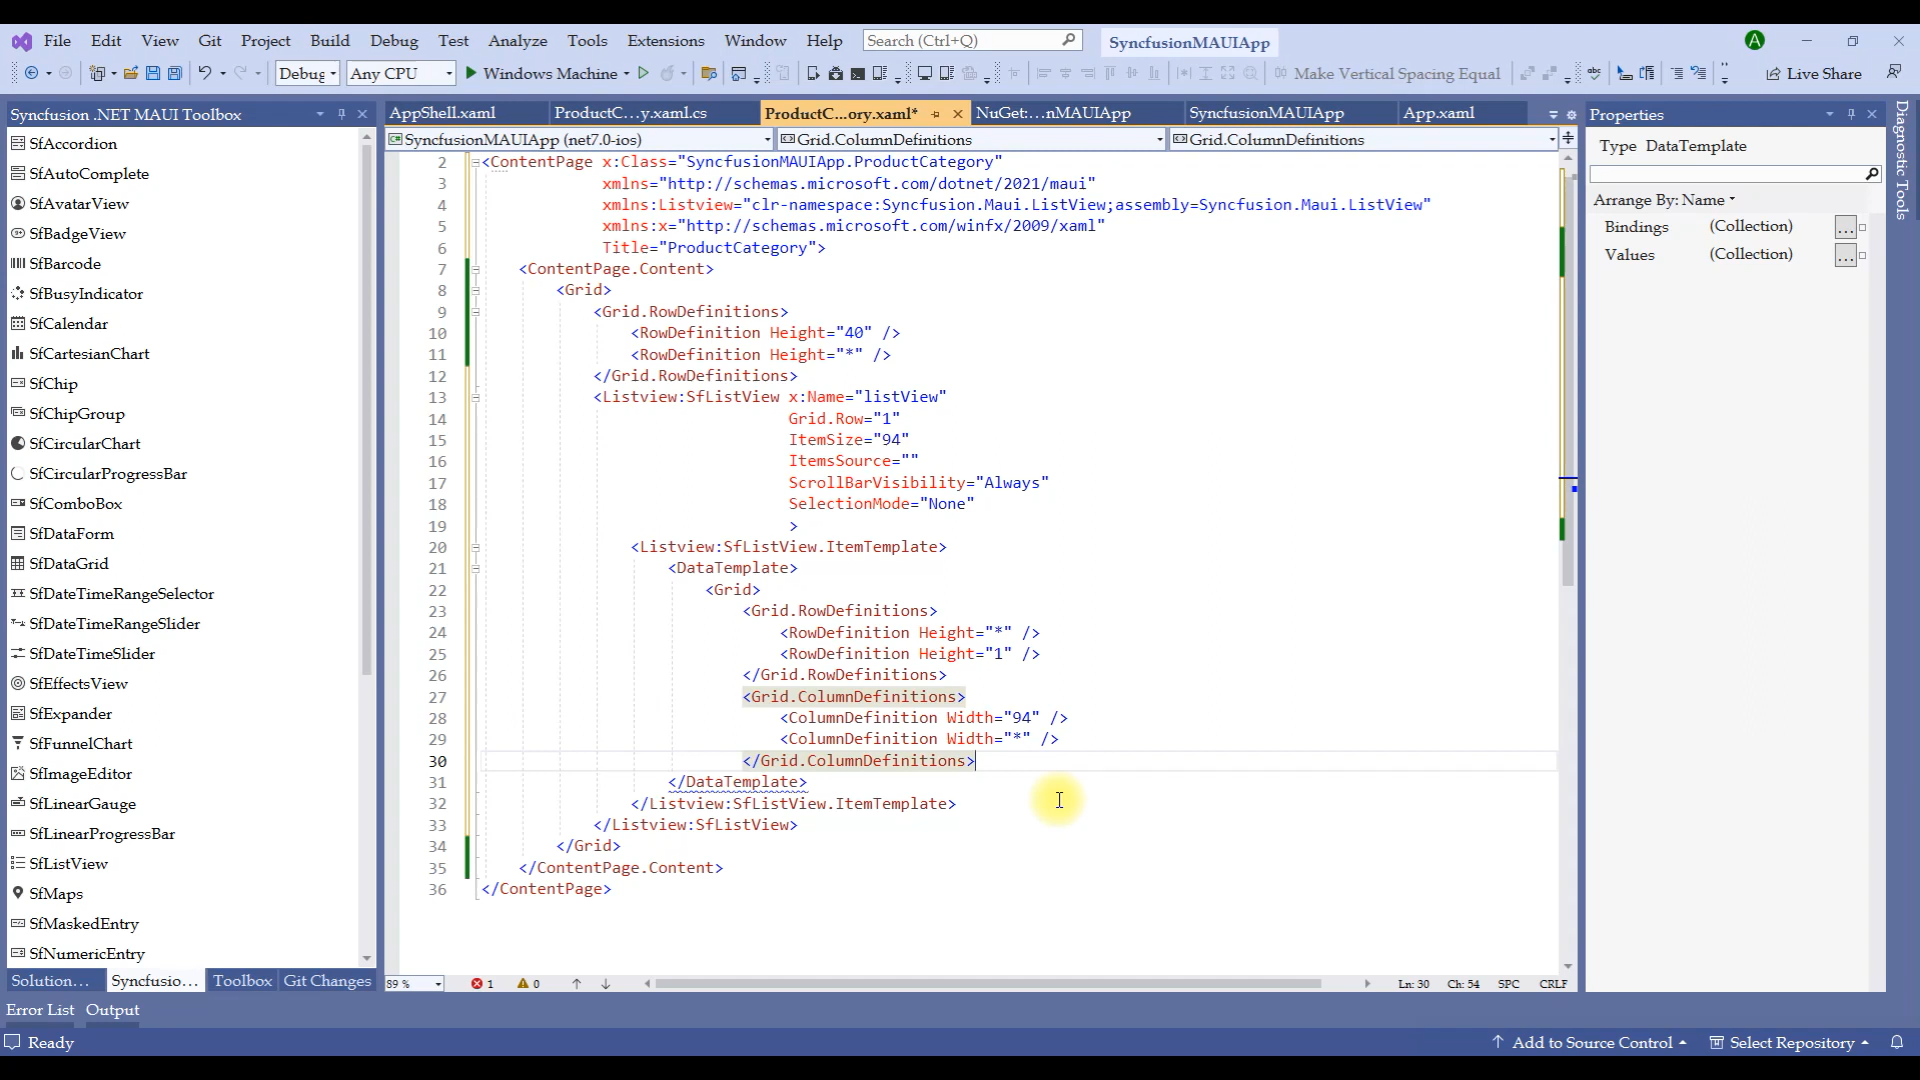 File Edit View Git Project Build Debug Test Analyze Tools Extensions Window Help Search (Ctrl+Q) SyncfusionMAUIApp A
Debug Any CPU Windows Machine Make Vertical Spacing Equal Live Share
Syncfusion .NET MAUI Toolbox
SfAccordion
SfAutoComplete
SfAvatarView
SfBadgeView
SfBarcode
SfBusyIndicator
SfCalendar
SfCartesianChart
SfChip
SfChipGroup
SfCircularChart
SfCircularProgressBar
SfComboBox
SfDataForm
SfDataGrid
SfDateTimeRangeSelector
SfDateTimeRangeSlider
SfDateTimeSlider
SfEffectsView
SfExpander
SfFunnelChart
SfImageEditor
SfLinearGauge
SfLinearProgressBar
SfListView
SfMaps
SfMaskedEntry
SfNumericEntry
Solution... Syncfusio... Toolbox Git Changes
AppShell.xaml ProductC...y.xaml.cs ProductC...ory.xaml* NuGet:...nMAUIApp SyncfusionMAUIApp App.xaml
SyncfusionMAUIApp (net7.0-ios) Grid.ColumnDefinitions Grid.ColumnDefinitions
2 <ContentPage x:Class="SyncfusionMAUIApp.ProductCategory"
3 xmlns="http://schemas.microsoft.com/dotnet/2021/maui"
4 xmlns:Listview="clr-namespace:Syncfusion.Maui.ListView;assembly=Syncfusion.Maui.ListView"
5 xmlns:x="http://schemas.microsoft.com/winfx/2009/xaml"
6 Title="ProductCategory">
7 <ContentPage.Content>
8 <Grid>
9 <Grid.RowDefinitions>
10 <RowDefinition Height="40" />
11 <RowDefinition Height="*" />
12 </Grid.RowDefinitions>
13 <Listview:SfListView x:Name="listView"
14 Grid.Row="1"
15 ItemSize="94"
16 ItemsSource=""
17 ScrollBarVisibility="Always"
18 SelectionMode="None"
19 >
20 <Listview:SfListView.ItemTemplate>
21 <DataTemplate>
22 <Grid>
23 <Grid.RowDefinitions>
24 <RowDefinition Height="*" />
25 <RowDefinition Height="1" />
26 </Grid.RowDefinitions>
27 <Grid.ColumnDefinitions>
28 <ColumnDefinition Width="94" />
29 <ColumnDefinition Width="*" />
30 </Grid.ColumnDefinitions>
31 </DataTemplate>
32 </Listview:SfListView.ItemTemplate>
33 </Listview:SfListView>
34 </Grid>
35 </ContentPage.Content>
36 </ContentPage>
89 % 1 0 Ln: 30 Ch: 54 SPC CRLF
Properties
Type DataTemplate
Arrange By: Name
Bindings (Collection) ...
Values (Collection) ...
Diagnostic Tools
Error List Output
Ready Add to Source Control Select Repository